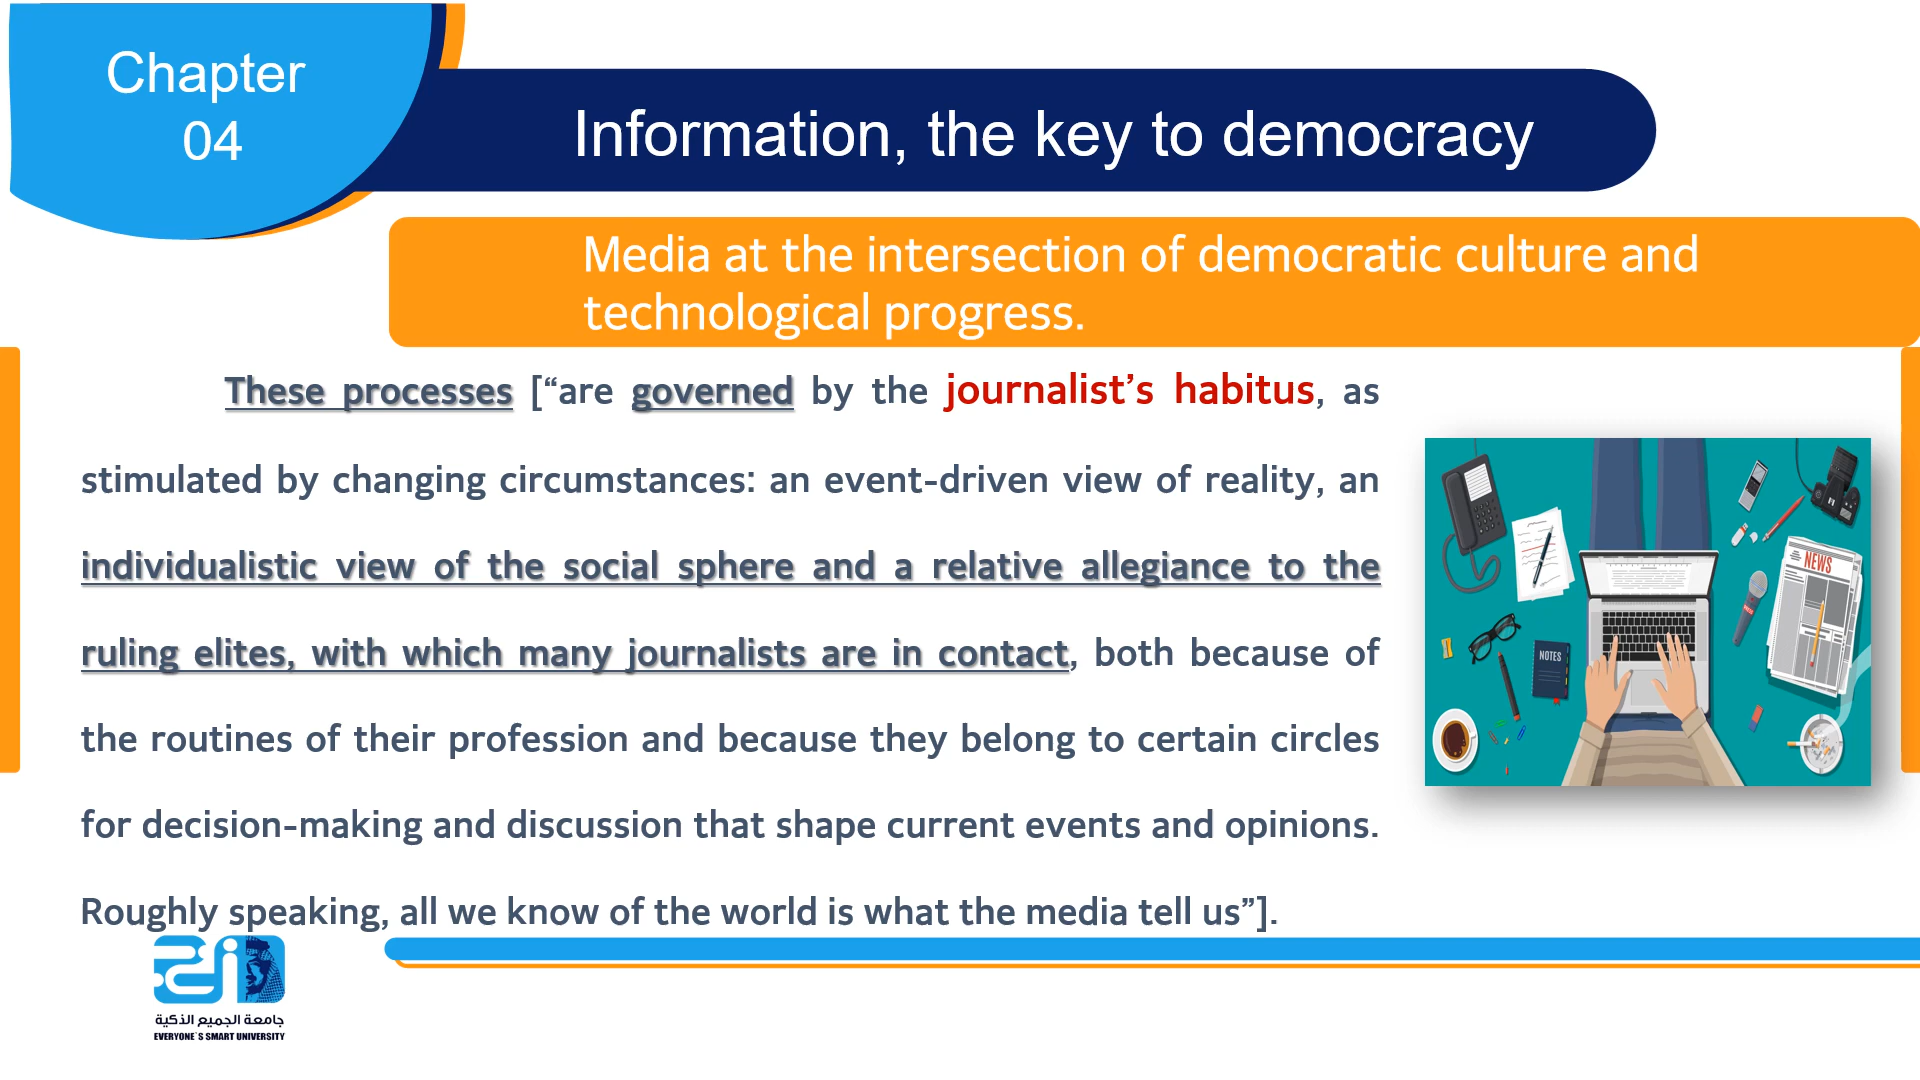 Chapter
04
Information, the key to democracy
Media at the intersection of democratic culture and
technological progress.
These processes [“are governed by the journalist’s habitus, as
stimulated by changing circumstances: an event-driven view of reality, an
individualistic view of the social sphere and a relative allegiance to the
ruling elites, with which many journalists are in contact, both because of
the routines of their profession and because they belong to certain circles
for decision-making and discussion that shape current events and opinions.
Roughly speaking, all we know of the world is what the media tell us”].
NEWS
NOTES
جامعة الجميع الذكية
EVERYONE`S SMART UNIVERSITY